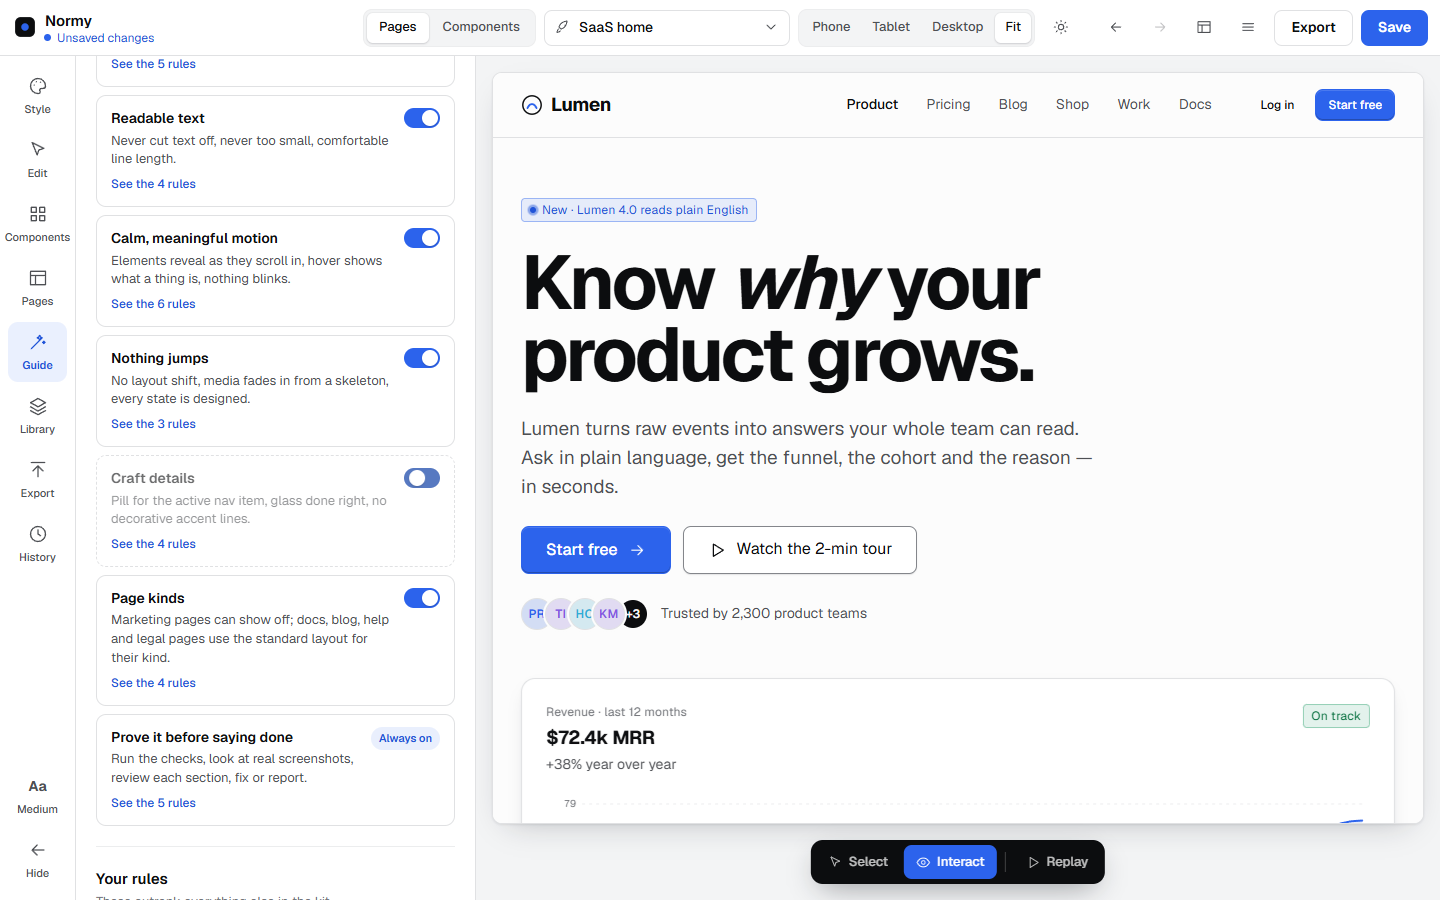 Normy
Unsaved changes
Pages
Components
SaaS home
Phone
Tablet
Desktop
Fit
Export
Save
Style
Edit
Components
Pages
Guide
Library
Export
History
Aa
Medium
Hide
See the 5 rules
Readable text
Never cut text off, never too small, comfortable
line length.
See the 4 rules
Calm, meaningful motion
Elements reveal as they scroll in, hover shows
what a thing is, nothing blinks.
See the 6 rules
Nothing jumps
No layout shift, media fades in from a skeleton,
every state is designed.
See the 3 rules
Craft details
Pill for the active nav item, glass done right, no
decorative accent lines.
See the 4 rules
Page kinds
Marketing pages can show off; docs, blog, help
and legal pages use the standard layout for
their kind.
See the 4 rules
Prove it before saying done
Always on
Run the checks, look at real screenshots,
review each section, fix or report.
See the 5 rules
Your rules
Lumen
Product
Pricing
Blog
Shop
Work
Docs
Log in
Start free
New · Lumen 4.0 reads plain English
Know why your
product grows.
Lumen turns raw events into answers your whole team can read.
Ask in plain language, get the funnel, the cohort and the reason —
in seconds.
Start free
Watch the 2-min tour
PR
TI
HC
KM
+3
Trusted by 2,300 product teams
Revenue · last 12 months
$72.4k MRR
+38% year over year
On track
79
Select
Interact
Replay